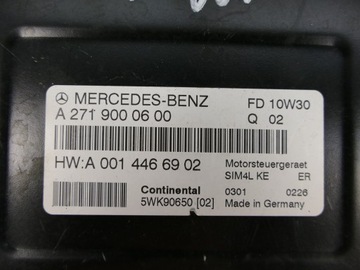 MERCEDES-BENZ FD 10W30
A 271 900 06 00 Q 02
HW:A 001 446 69 02 Motorsteuergeraet
SIM4L KE ER
Continental 0301 0226
5WK90650 [02] Made in Germany